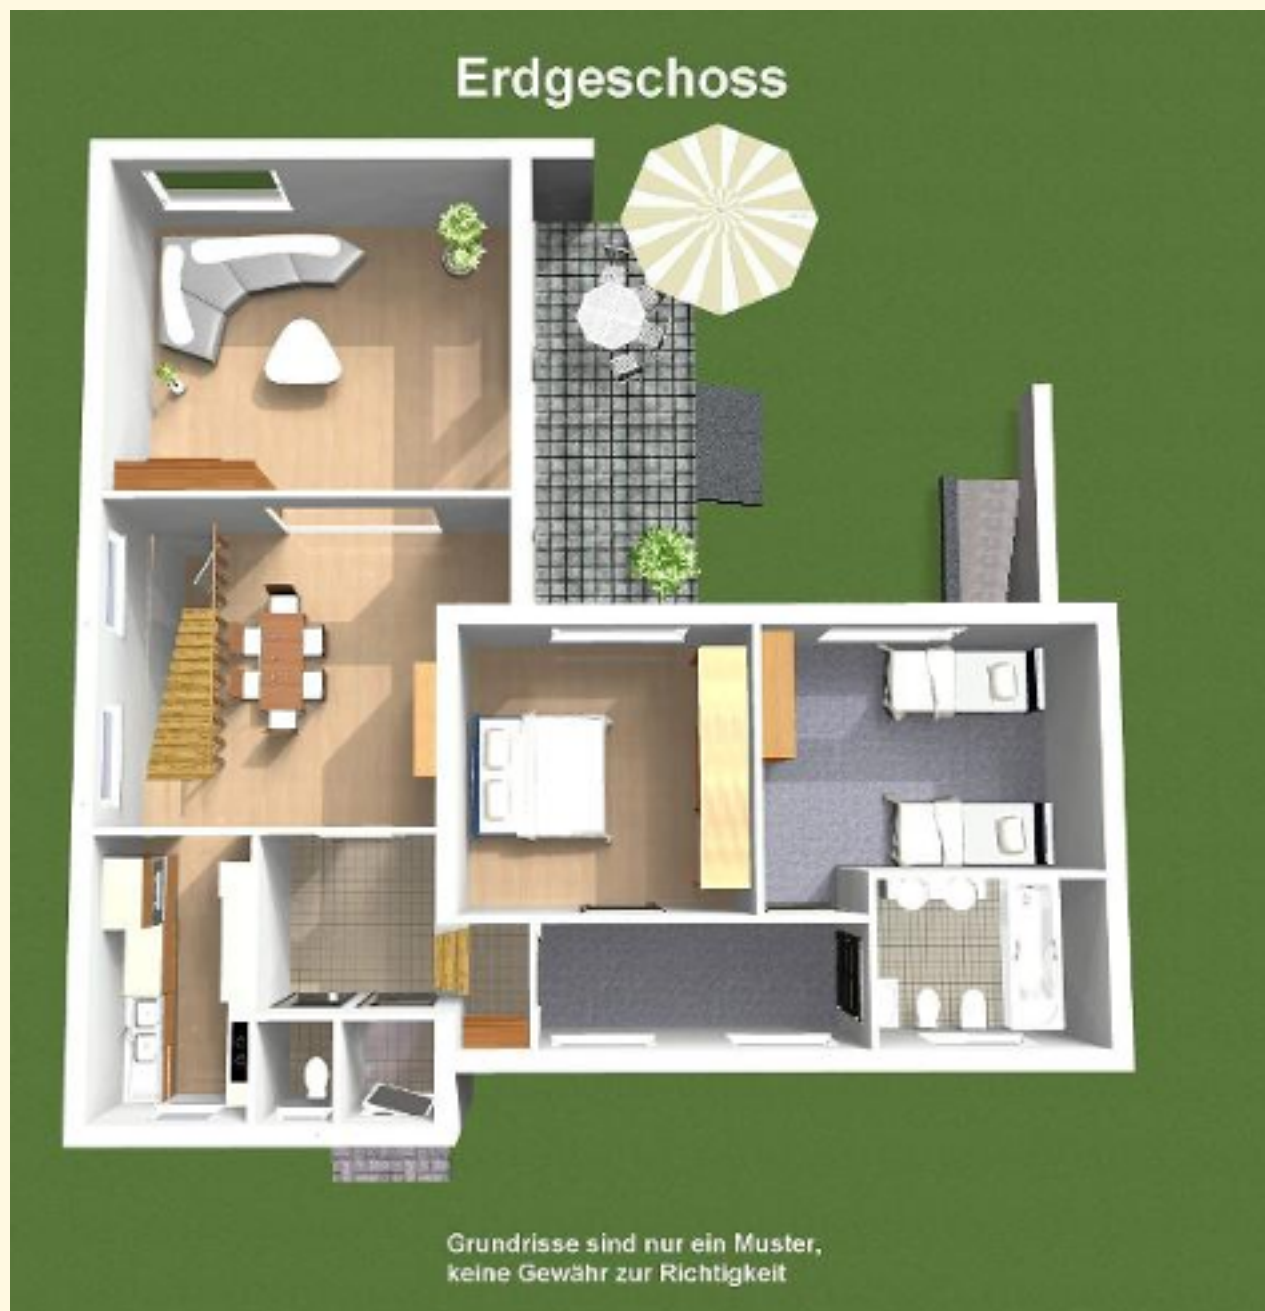 Erdgeschoss
Grundrisse sind nur ein Muster,
keine Gewähr zur Richtigkeit